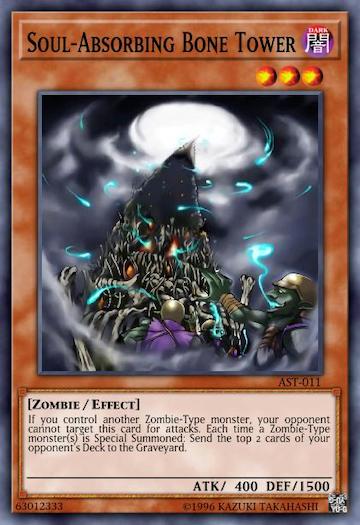 Soul-Absorbing Bone Tower
DARK
闇
AST-011
[Zombie / Effect]
If you control another Zombie-Type monster, your opponent
cannot target this card for attacks. Each time a Zombie-Type
monster(s) is Special Summoned: Send the top 2 cards of your
opponent's Deck to the Graveyard.
ATK/ 400 DEF/1500
63012333
©1996 KAZUKI TAKAHASHI